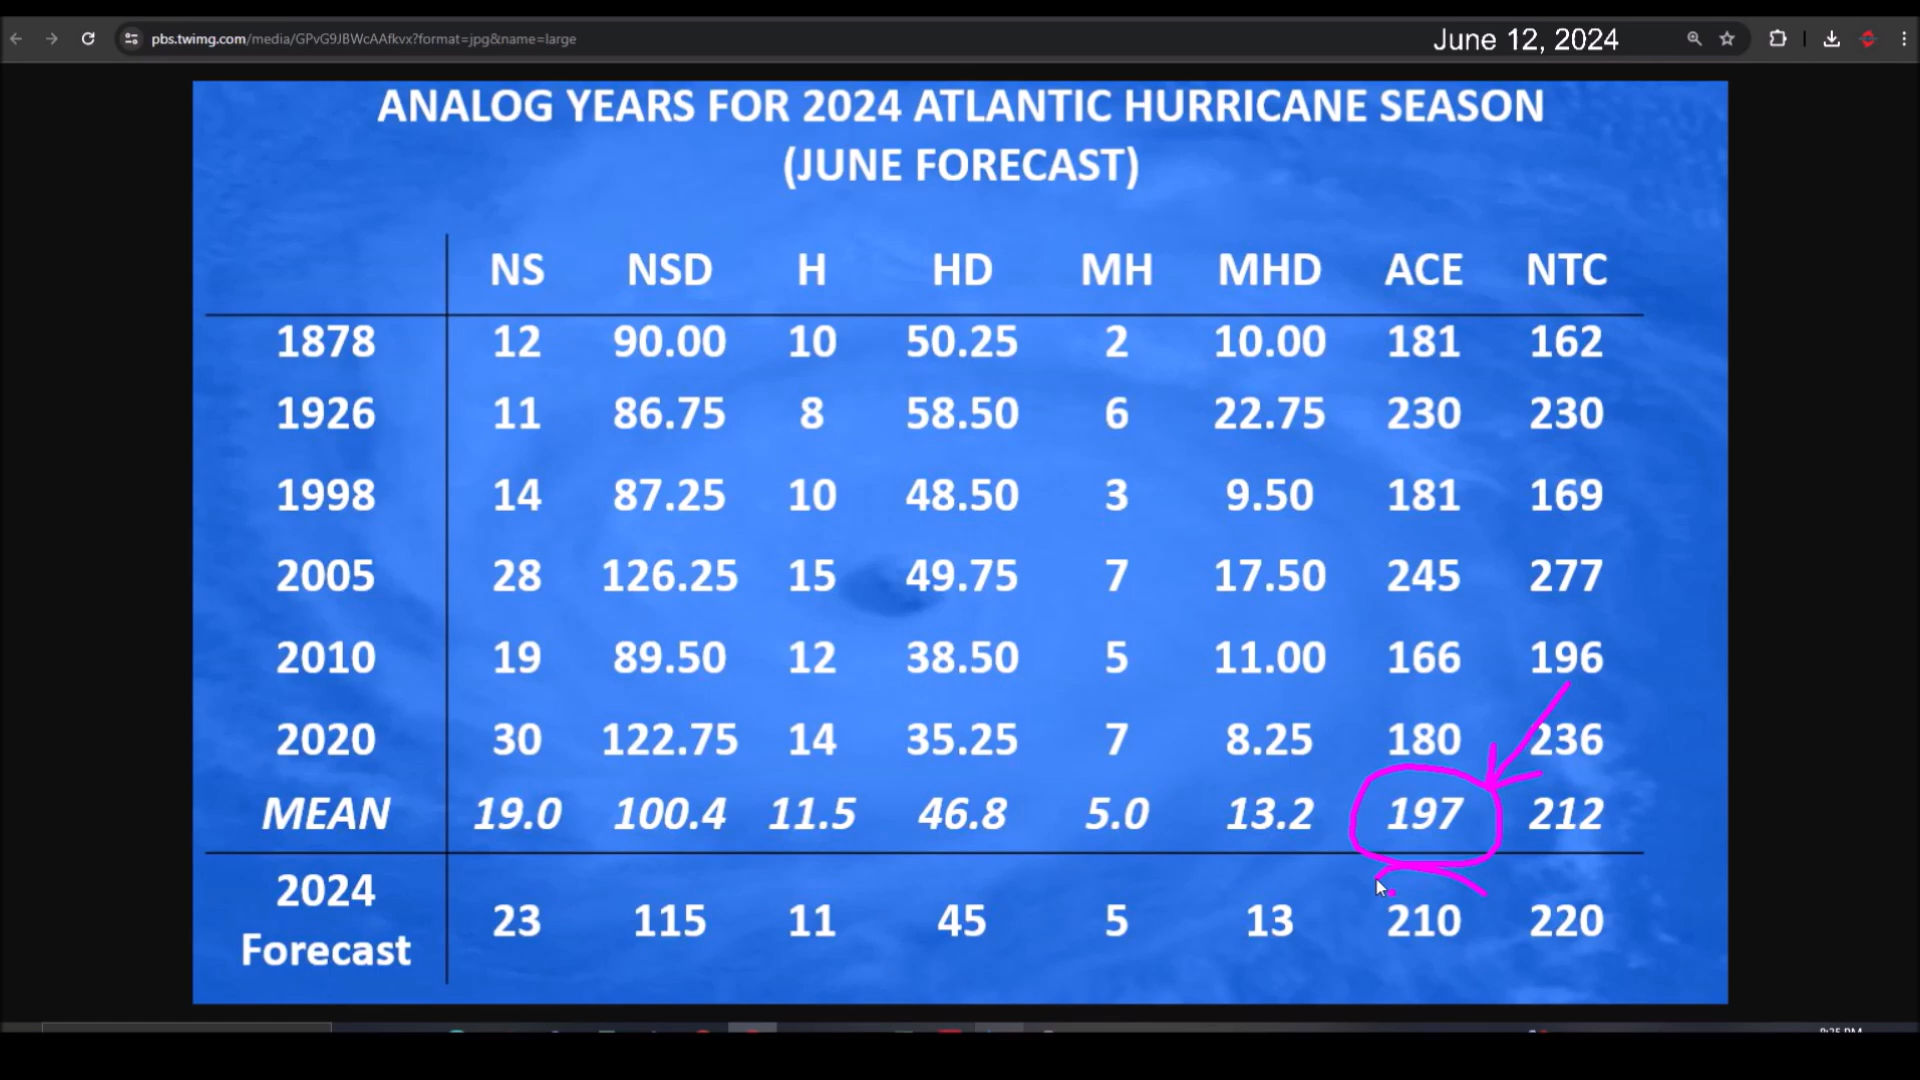 pbs.twimg.com/media/GPvG9JBWcAAfkvx?format=jpg&name=large
June 12, 2024
ANALOG YEARS FOR 2024 ATLANTIC HURRICANE SEASON
(JUNE FORECAST)
NS NSD H HD MH MHD ACE NTC
1878 12 90.00 10 50.25 2 10.00 181 162
1926 11 86.75 8 58.50 6 22.75 230 230
1998 14 87.25 10 48.50 3 9.50 181 169
2005 28 126.25 15 49.75 7 17.50 245 277
2010 19 89.50 12 38.50 5 11.00 166 196
2020 30 122.75 14 35.25 7 8.25 180 236
MEAN 19.0 100.4 11.5 46.8 5.0 13.2 197 212
2024
Forecast 23 115 11 45 5 13 210 220